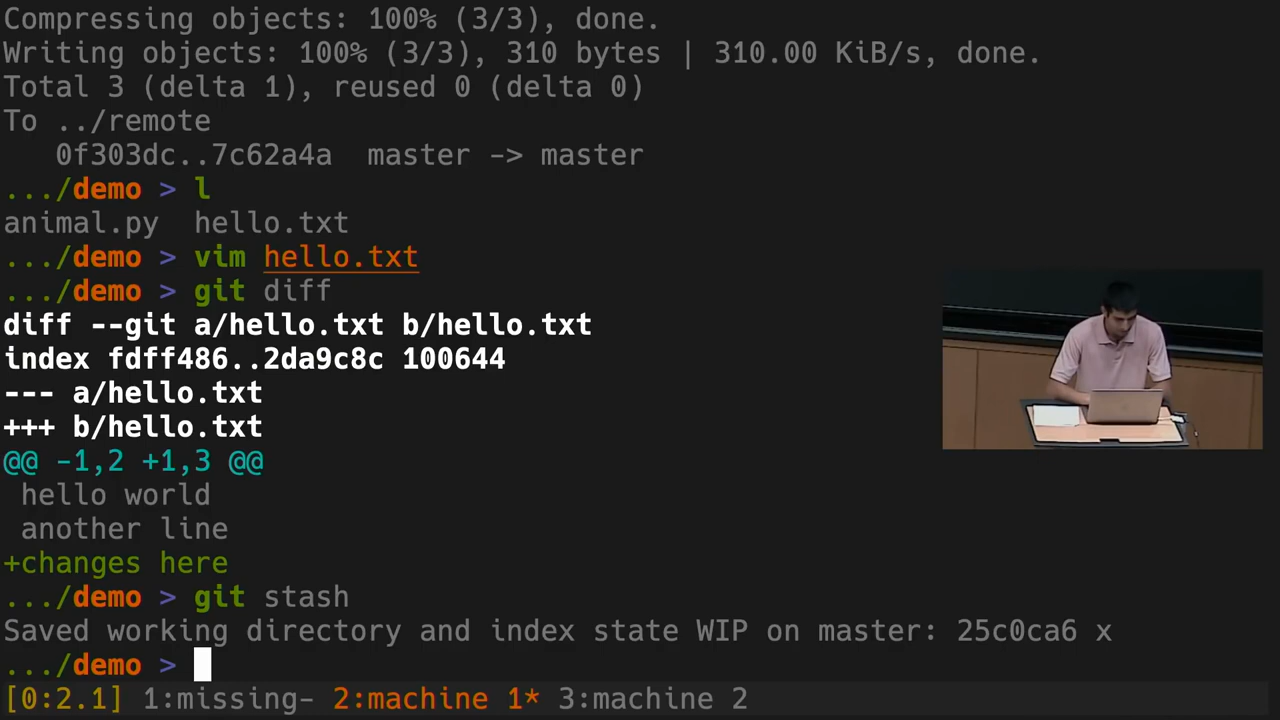 Compressing objects: 100% (3/3), done.
Writing objects: 100% (3/3), 310 bytes | 310.00 KiB/s, done.
Total 3 (delta 1), reused 0 (delta 0)
To ../remote
   0f303dc..7c62a4a  master -> master
.../demo > l
animal.py  hello.txt
.../demo > vim hello.txt
.../demo > git diff
diff --git a/hello.txt b/hello.txt
index fdff486..2da9c8c 100644
--- a/hello.txt
+++ b/hello.txt
@@ -1,2 +1,3 @@
 hello world
 another line
+changes here
.../demo > git stash
Saved working directory and index state WIP on master: 25c0ca6 x
.../demo >
[0:2.1] 1:missing- 2:machine 1* 3:machine 2